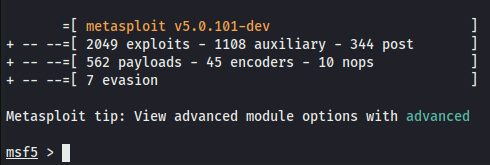 =[ metasploit v5.0.101-dev ]
+ -- --=[ 2049 exploits - 1108 auxiliary - 344 post ]
+ -- --=[ 562 payloads - 45 encoders - 10 nops ]
+ -- --=[ 7 evasion ]
Metasploit tip: View advanced module options with advanced
msf5 >